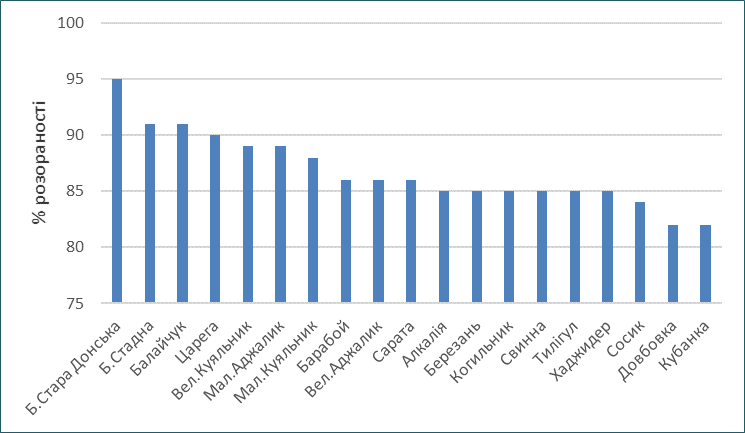 100
95
90
85
80
75
% розораності
Б.Стара Донська
Б.Стадна
Балайчук
Царега
Вел.Куяльник
Мал.Аджалик
Мал.Куяльник
Барабой
Вел.Аджалик
Сарата
Алкалія
Березань
Когильник
Свинна
Тилігул
Хаджидер
Сосик
Довбовка
Кубанка